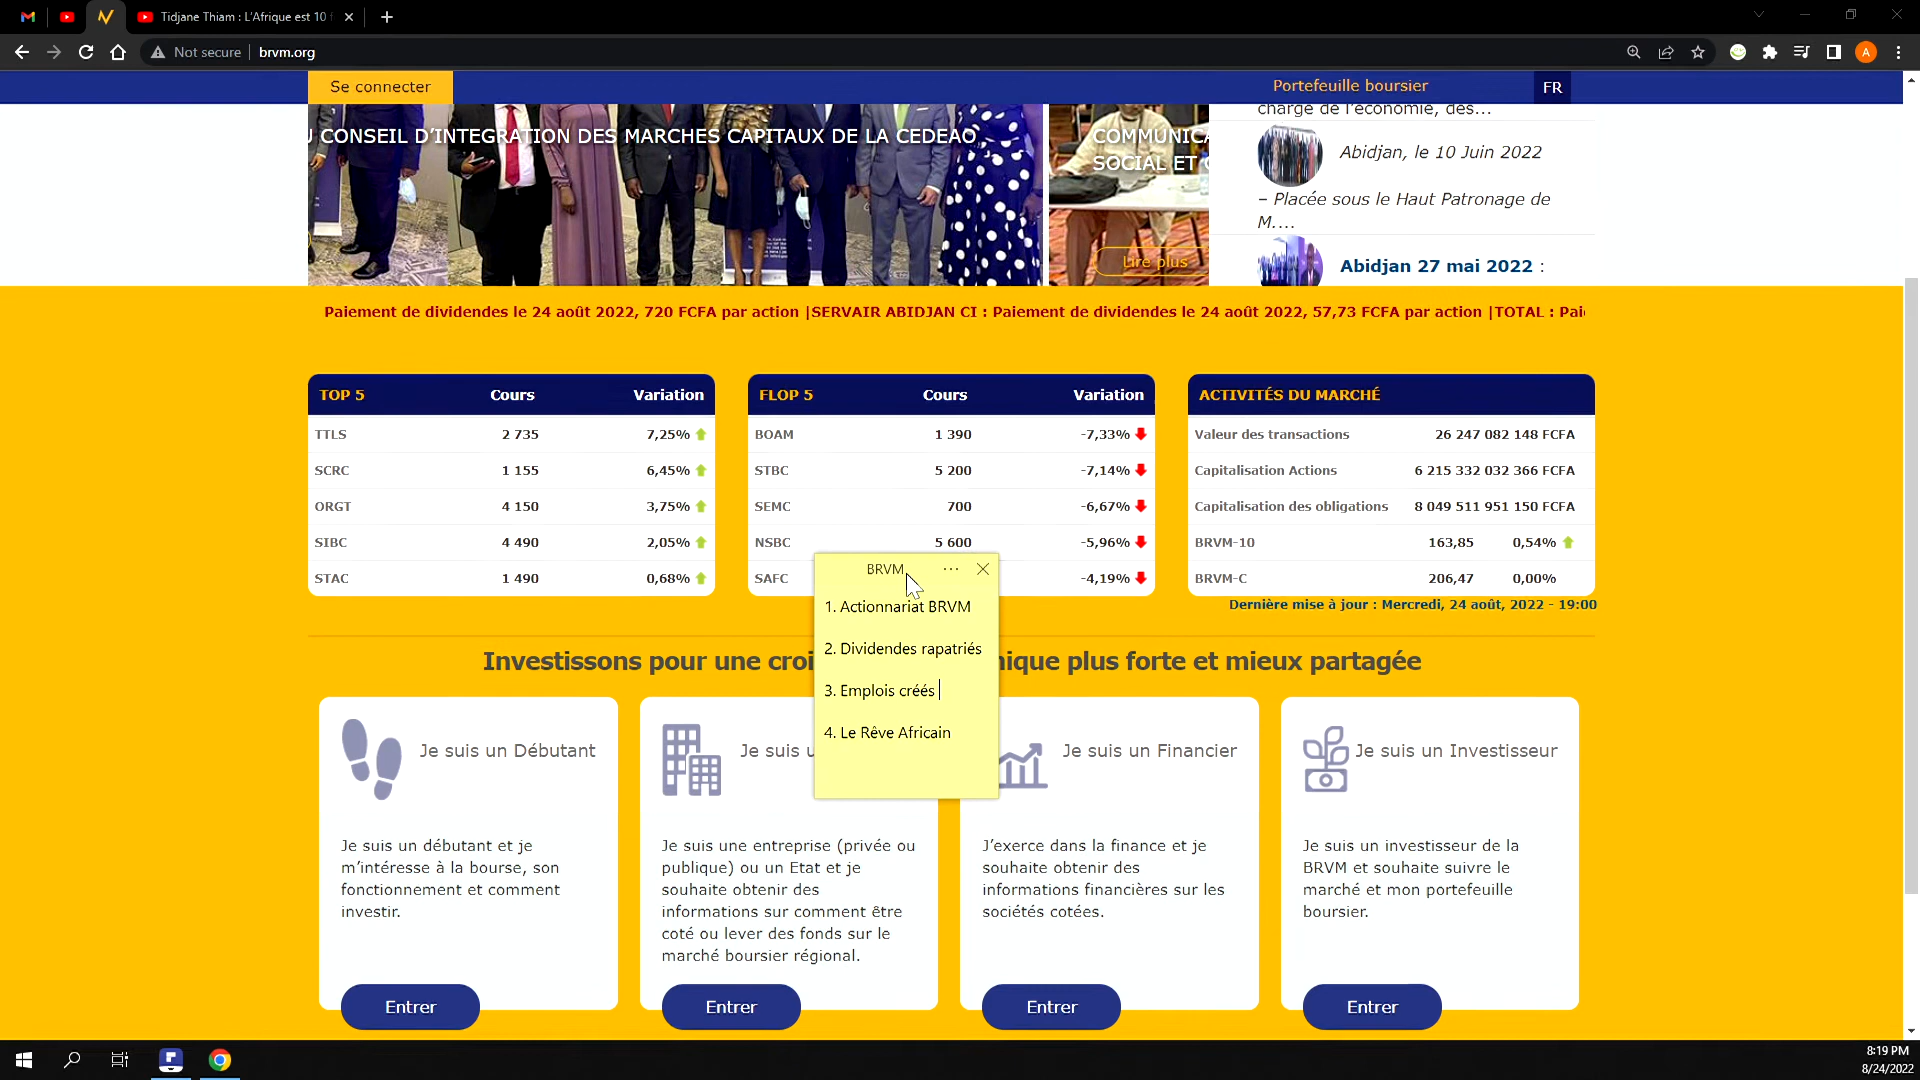 Tidjane Thiam : L'Afrique est 10
Not secure
brvm.org
A
Se connecter
Portefeuille boursier
FR
CONSEIL D'INTEGRATION DES MARCHES CAPITAUX DE LA CEDEAO
COMMUNICA
SOCIAL ET
Lire plus
charge de l'économie, des...
Abidjan, le 10 Juin 2022
– Placée sous le Haut Patronage de
M....
Abidjan 27 mai 2022 :
Paiement de dividendes le 24 août 2022, 720 FCFA par action |SERVAIR ABIDJAN CI : Paiement de dividendes le 24 août 2022, 57,73 FCFA par action |TOTAL : Pai
TOP 5 Cours Variation
TTLS 2 735 7,25%
SCRC 1 155 6,45%
ORGT 4 150 3,75%
SIBC 4 490 2,05%
STAC 1 490 0,68%
FLOP 5 Cours Variation
BOAM 1 390 -7,33%
STBC 5 200 -7,14%
SEMC 700 -6,67%
NSBC 5 600 -5,96%
SAFC -4,19%
ACTIVITÉS DU MARCHÉ
Valeur des transactions 26 247 082 148 FCFA
Capitalisation Actions 6 215 332 032 366 FCFA
Capitalisation des obligations 8 049 511 951 150 FCFA
BRVM-10 163,85 0,54%
BRVM-C 206,47 0,00%
Dernière mise à jour : Mercredi, 24 août, 2022 - 19:00
BRVM
1. Actionnariat BRVM
2. Dividendes rapatriés
3. Emplois créés
4. Le Rêve Africain
Investissons pour une croi nique plus forte et mieux partagée
Je suis un Débutant
Je suis un débutant et je
m'intéresse à la bourse, son
fonctionnement et comment
investir.
Entrer
Je suis u
Je suis une entreprise (privée ou
publique) ou un Etat et je
souhaite obtenir des
informations sur comment être
coté ou lever des fonds sur le
marché boursier régional.
Entrer
Je suis un Financier
J'exerce dans la finance et je
souhaite obtenir des
informations financières sur les
sociétés cotées.
Entrer
Je suis un Investisseur
Je suis un investisseur de la
BRVM et souhaite suivre le
marché et mon portefeuille
boursier.
Entrer
8:19 PM
8/24/2022